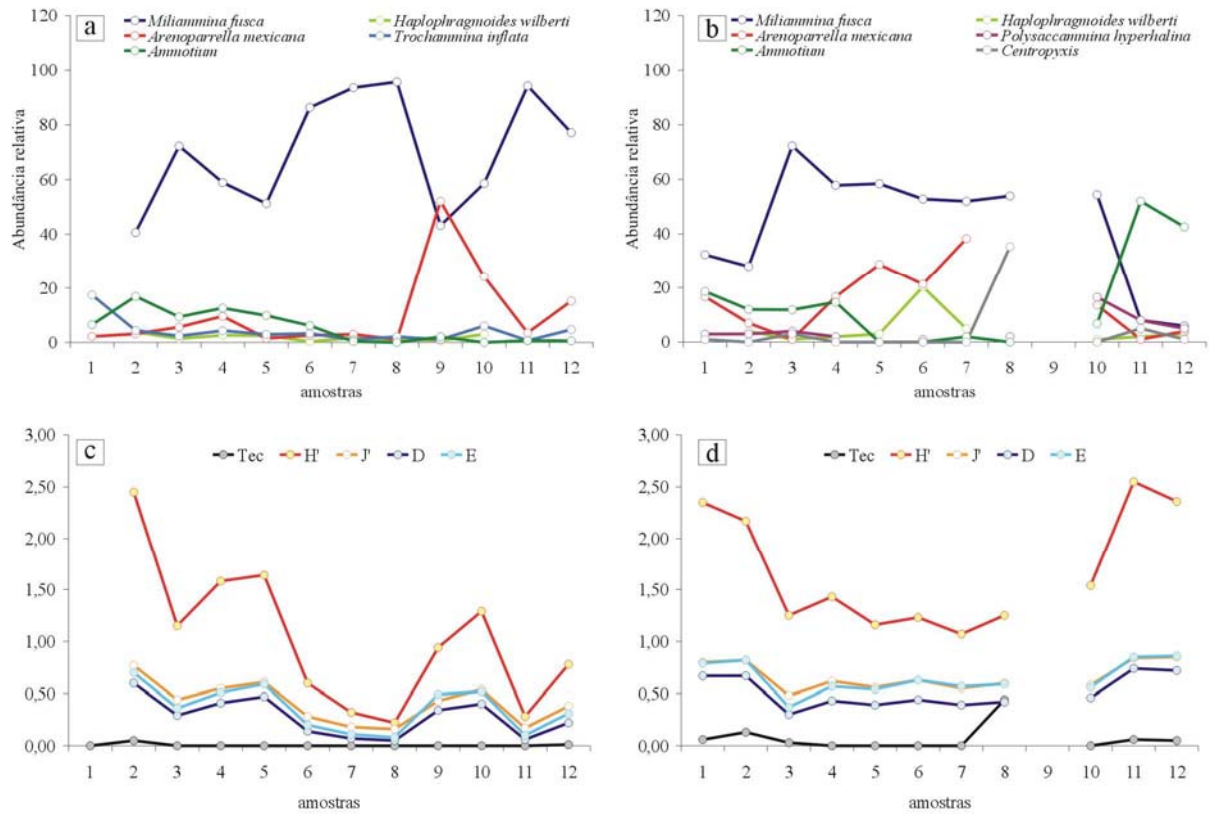 a
Miliammina fusca
Haplophragmoides wilberti
Arenoparrella mexicana
Trochammina inflata
Ammotium
Abundância relativa
120
100
80
60
40
20
0
1 2 3 4 5 6 7 8 9 10 11 12
amostras
b
Miliammina fusca
Haplophragmoides wilberti
Arenoparrella mexicana
Polysaccammina hyperhalina
Ammotium
Centropyxis
Abundância relativa
120
100
80
60
40
20
0
1 2 3 4 5 6 7 8 9 10 11 12
amostras
c
Tec H' J' D E
3,00
2,50
2,00
1,50
1,00
0,50
0,00
1 2 3 4 5 6 7 8 9 10 11 12
amostras
d
Tec H' J' D E
3,00
2,50
2,00
1,50
1,00
0,50
0,00
1 2 3 4 5 6 7 8 9 10 11 12
amostras